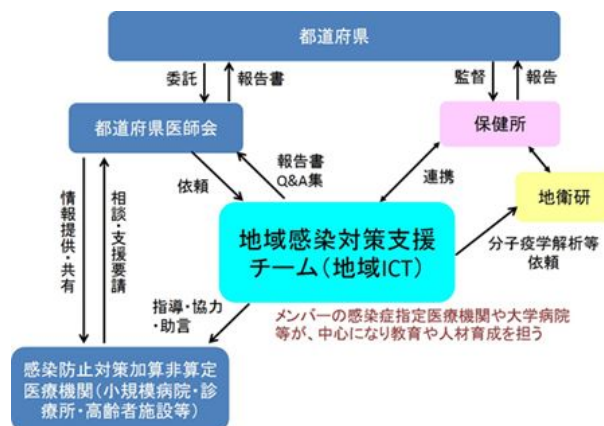 都道府県
委託
報告書
監督
報告
都道府県医師会
保健所
報告書
Q&A集
依頼
連携
地衛研
情報提供・共有
相談・支援要請
地域感染対策支援
チーム(地域ICT)
分子疫学解析等
依頼
指導・協力
・助言
メンバーの感染症指定医療機関や大学病院
等が、中心になり教育や人材育成を担う
感染防止対策加算非算定
医療機関(小規模病院・診
療所・高齢者施設等)